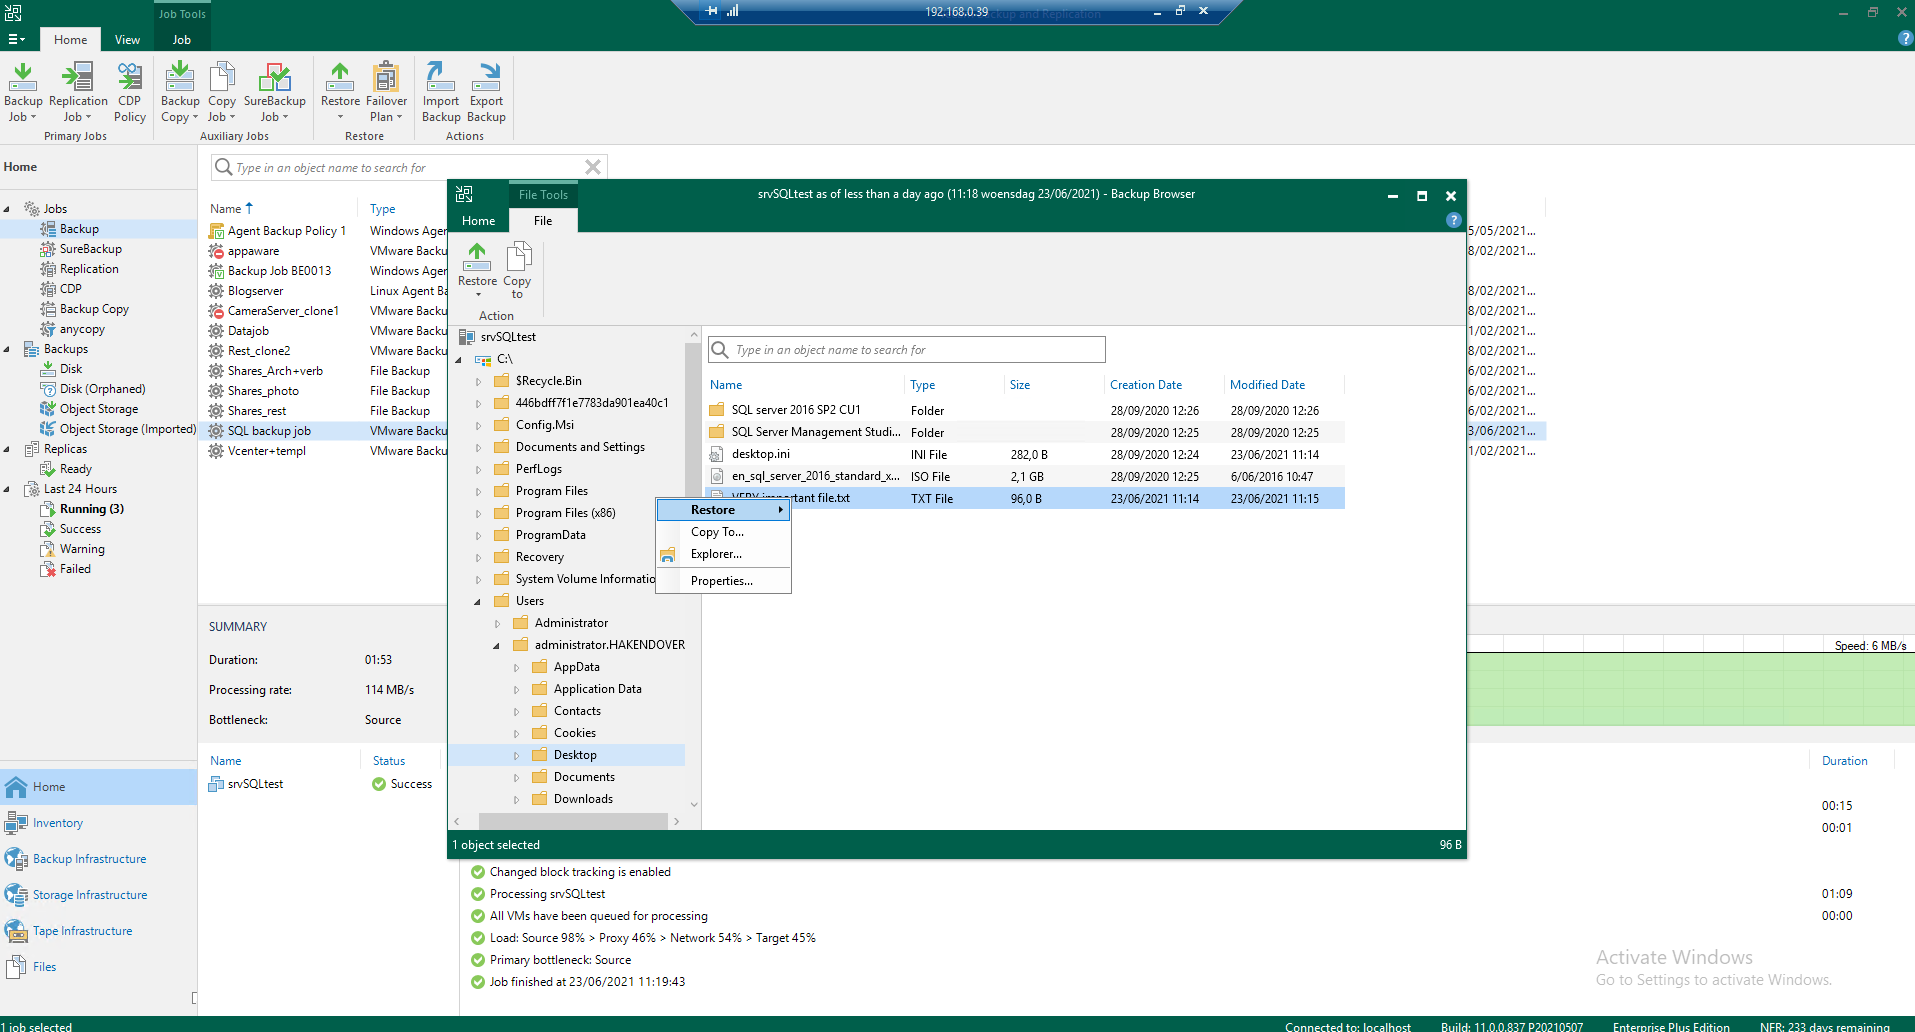 Job Tools
192.168.0.39
Home
View
Job
Backup Job
Replication Job
CDP Policy
Backup Copy
Copy Job
SureBackup Job
Restore
Failover Plan
Import Backup
Export Backup
Primary Jobs
Auxiliary Jobs
Restore
Actions
Home
Type in an object name to search for
Jobs
Backup
SureBackup
Replication
CDP
Backup Copy
anycopy
Backups
Disk
Disk (Orphaned)
Object Storage
Object Storage (Imported)
Replicas
Ready
Last 24 Hours
Running (3)
Success
Warning
Failed
Home
Inventory
Backup Infrastructure
Storage Infrastructure
Tape Infrastructure
Files
Name Type
Agent Backup Policy 1 Windows Ager 5/05/2021...
appaware VMware Backu 8/02/2021...
Backup Job BE0013 Windows Ager
Blogserver Linux Agent Ba 8/02/2021...
CameraServer_clone1 VMware Backu 8/02/2021...
Datajob VMware Backu 1/02/2021...
Rest_clone2 VMware Backu 6/02/2021...
Shares_Arch+verb File Backup 6/02/2021...
Shares_photo File Backup 6/02/2021...
Shares_rest File Backup 6/02/2021...
SQL backup job VMware Backu 3/06/2021...
Vcenter+templ VMware Backu 1/02/2021...
File Tools
srvSQLtest as of less than a day ago (11:18 woensdag 23/06/2021) - Backup Browser
Home
File
Restore
Copy to
Action
srvSQLtest
C:\
$Recycle.Bin
446bdff7f1e7783da901ea40c1
Config.Msi
Documents and Settings
PerfLogs
Program Files
Program Files (x86)
ProgramData
Recovery
System Volume Informatio
Users
Administrator
administrator.HAKENDOVER
AppData
Application Data
Contacts
Cookies
Desktop
Documents
Downloads
Type in an object name to search for
Name Type Size Creation Date Modified Date
SQL server 2016 SP2 CU1 Folder 28/09/2020 12:26 28/09/2020 12:26
SQL Server Management Studi... Folder 28/09/2020 12:25 28/09/2020 12:25
desktop.ini INI File 282,0 B 28/09/2020 12:24 23/06/2021 11:14
en_sql_server_2016_standard_x... ISO File 2,1 GB 28/09/2020 12:25 6/06/2016 10:47
VERY important file.txt TXT File 96,0 B 23/06/2021 11:14 23/06/2021 11:15
Restore
Copy To...
Explorer...
Properties...
1 object selected
96 B
SUMMARY
Duration: 01:53
Processing rate: 114 MB/s
Bottleneck: Source
Speed: 6 MB/s
Name Status
srvSQLtest Success
Duration
00:15
00:01
Changed block tracking is enabled
Processing srvSQLtest 01:09
All VMs have been queued for processing 00:00
Load: Source 98% > Proxy 46% > Network 54% > Target 45%
Primary bottleneck: Source
Job finished at 23/06/2021 11:19:43
Activate Windows
Go to Settings to activate Windows.
1 job selected
Connected to: localhost
Build: 11.0.0.837 P20210507
Enterprise Plus Edition
NFR: 233 days remaining